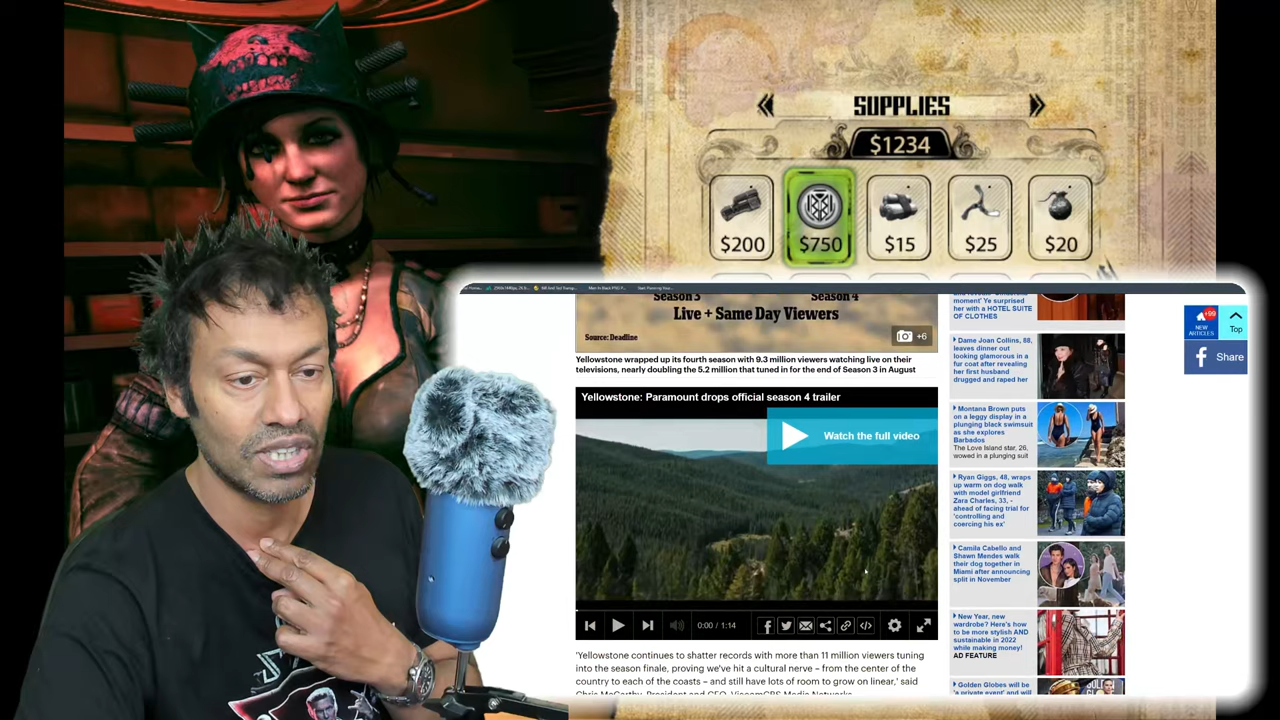 SUPPLIES
$1234
$200
$750
$15
$25
$20
Season 3
Season 4
Live + Same Day Viewers
Source: Deadline
+6
Yellowstone wrapped up its fourth season with 9.3 million viewers watching live on their
televisions, nearly doubling the 5.2 million that tuned in for the end of Season 3 in August
Yellowstone: Paramount drops official season 4 trailer
Watch the full video
0:00 / 1:14
'Yellowstone continues to shatter records with more than 11 million viewers tuning
into the season finale, proving we've hit a cultural nerve – from the center of the
country to each of the coasts – and still have lots of room to grow on linear,' said
Chris McCarthy, President and CEO, ViacomCBS Media Networks
moment' Ye surprised
her with a HOTEL SUITE
OF CLOTHES
Dame Joan Collins, 88,
leaves dinner out
looking glamorous in a
fur coat after revealing
her first husband
drugged and raped her
Montana Brown puts
on a leggy display in a
plunging black swimsuit
as she explores
Barbados
The Love Island star, 26,
wowed in a plunging suit
Ryan Giggs, 48, wraps
up warm on dog walk
with model girlfriend
Zara Charles, 33, -
ahead of facing trial for
'controlling and
coercing his ex'
Camila Cabello and
Shawn Mendes walk
their dog together in
Miami after announcing
split in November
New Year, new
wardrobe? Here's how
to be more stylish AND
sustainable in 2022
while making money!
AD FEATURE
Golden Globes will be
'a private event' and will
+99
NEW
ARTICLES
Top
Share